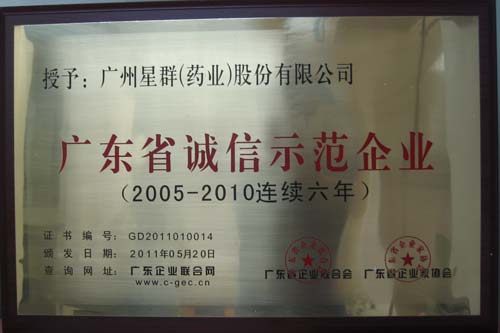 授予：广州星群(药业)股份有限公司
广东省诚信示范企业
(2005-2010连续六年)
证书编号：GD2011010014
颁发日期：2011年05月20日
查询网址：广东企业联合网
www.c-gec.cn
广东省企业联合会 广东省企业家协会